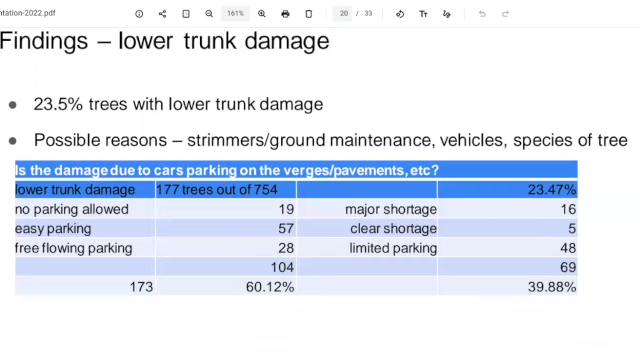 ntation-2022.pdf
161%
20 / 33
Findings – lower trunk damage
● 23.5% trees with lower trunk damage
● Possible reasons – strimmers/ground maintenance, vehicles, species of tree
Is the damage due to cars parking on the verges/pavements, etc?
lower trunk damage 177 trees out of 754 23.47%
no parking allowed 19 major shortage 16
easy parking 57 clear shortage 5
free flowing parking 28 limited parking 48
104 69
173 60.12% 39.88%